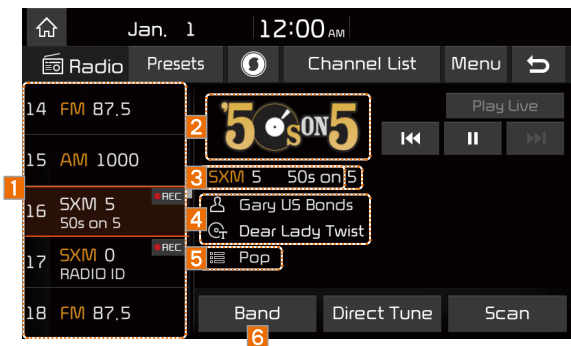 Jan. 1 12:00 AM
Radio Presets Channel List Menu
14 FM 87.5
15 AM 1000
1
16 SXM 5 REC
50s on 5
17 SXM 0 REC
RADIO ID
18 FM 87.5
2
'50s ON 5
Play Live
3
SXM 5 50s on 5
4
Gary US Bonds
Dear Lady Twist
5
Pop
Band Direct Tune Scan
6